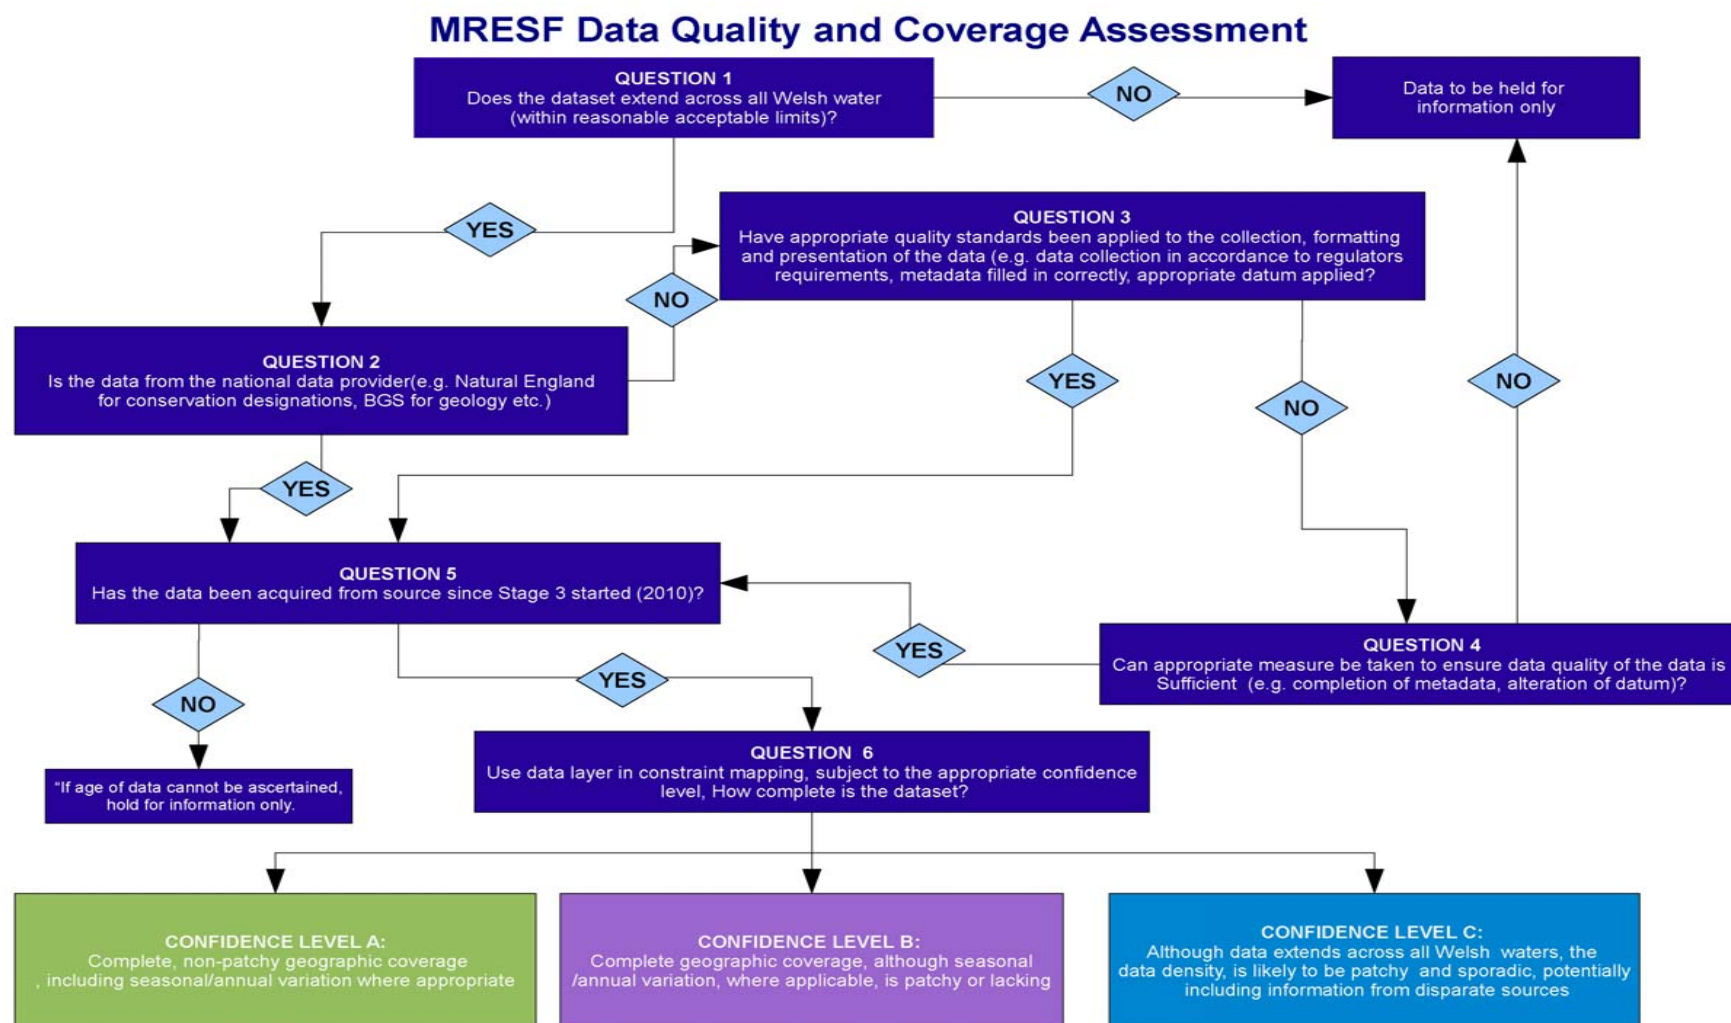 MRESF Data Quality and Coverage Assessment
QUESTION 1
Does the dataset extend across all Welsh water
(within reasonable acceptable limits)?
NO
Data to be held for
information only
YES
QUESTION 3
Have appropriate quality standards been applied to the collection, formatting
and presentation of the data (e.g. data collection in accordance to regulators
requirements, metadata filled in correctly, appropriate datum applied?
NO
QUESTION 2
Is the data from the national data provider(e.g. Natural England
for conservation designations, BGS for geology etc.)
YES
NO
NO
YES
QUESTION 5
Has the data been acquired from source since Stage 3 started (2010)?
QUESTION 4
Can appropriate measure be taken to ensure data quality of the data is
Sufficient (e.g. completion of metadata, alteration of datum)?
YES
YES
NO
QUESTION 6
Use data layer in constraint mapping, subject to the appropriate confidence
level, How complete is the dataset?
"If age of data cannot be ascertained,
hold for information only.
CONFIDENCE LEVEL A:
Complete, non-patchy geographic coverage
, including seasonal/annual variation where appropriate
CONFIDENCE LEVEL B:
Complete geographic coverage, although seasonal
/annual variation, where applicable, is patchy or lacking
CONFIDENCE LEVEL C:
Although data extends across all Welsh waters, the
data density, is likely to be patchy and sporadic, potentially
including information from disparate sources